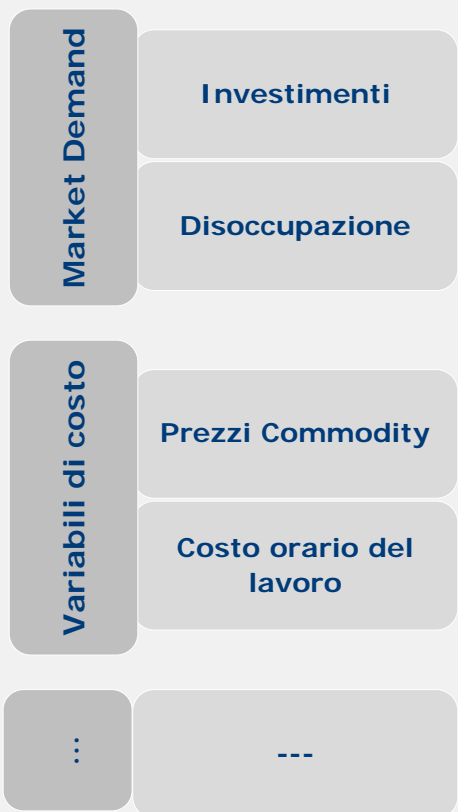 Market Demand
Investimenti
Disoccupazione
Variabili di costo
Prezzi Commodity
Costo orario del
lavoro
...
---